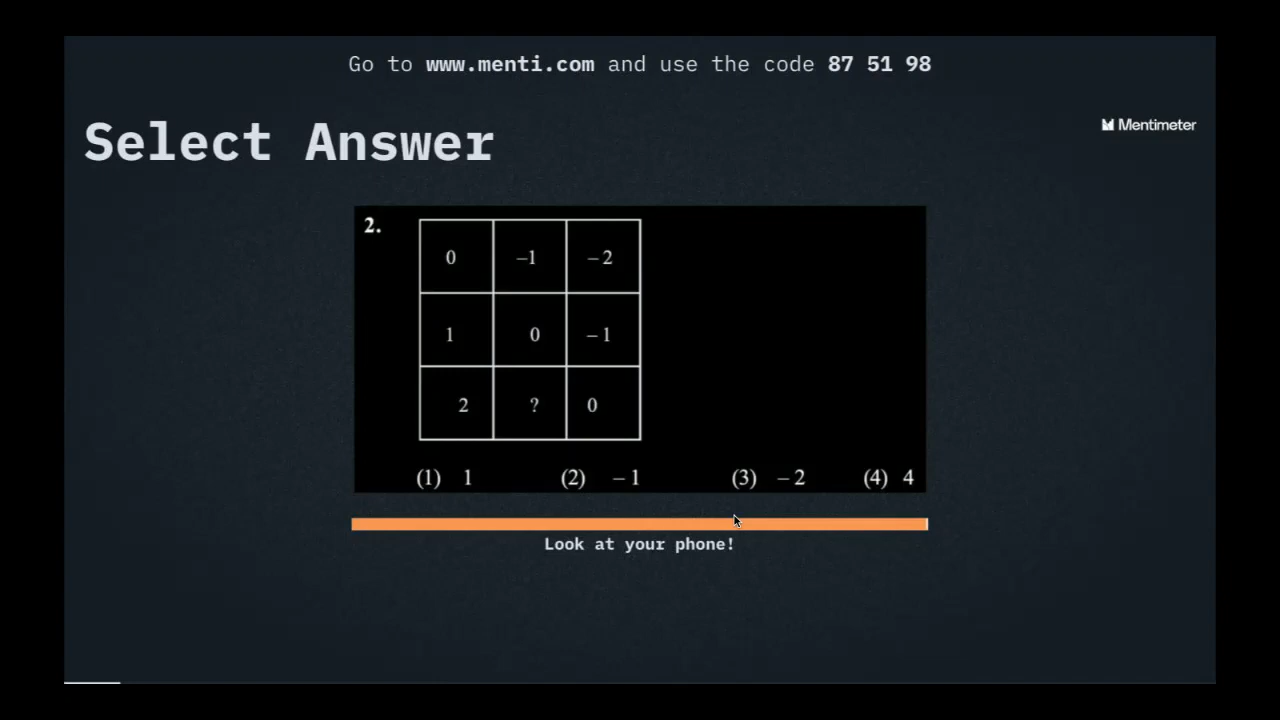 Go to www.menti.com and use the code 87 51 98
Select Answer
Mentimeter
2.
0 –1 – 2
1 0 – 1
2 ? 0
(1) 1 (2) – 1 (3) – 2 (4) 4
Look at your phone!